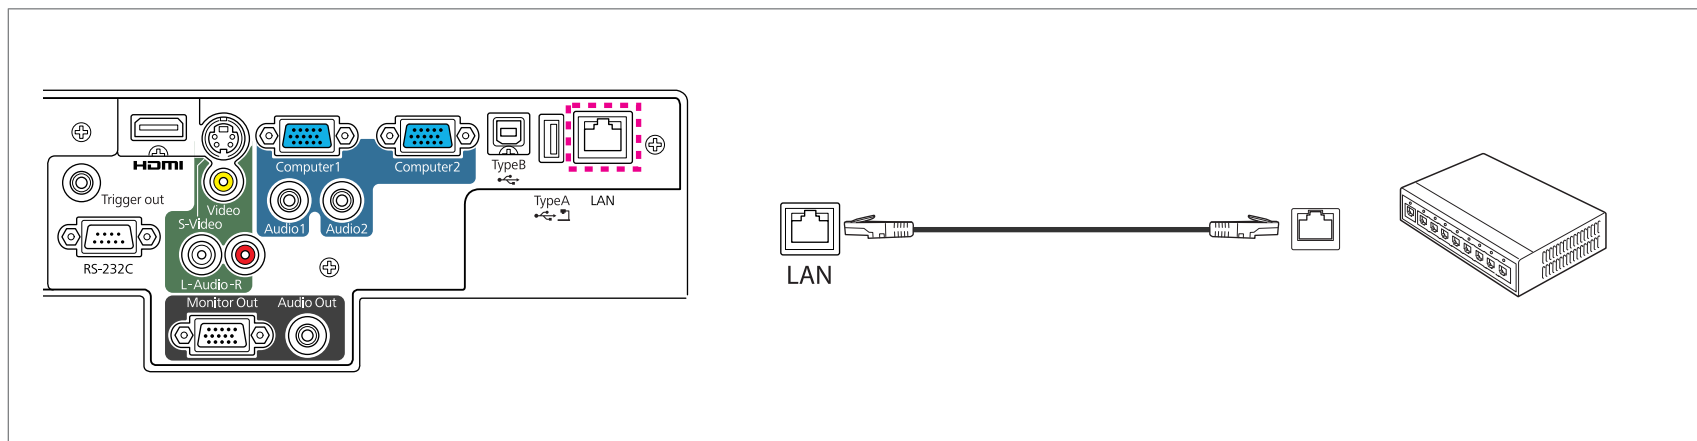 HDMI
Computer1
Computer2
TypeB
Trigger out
Video
TypeA
LAN
S-Video
Audio1
Audio2
RS-232C
L-Audio-R
Monitor Out
Audio Out
LAN